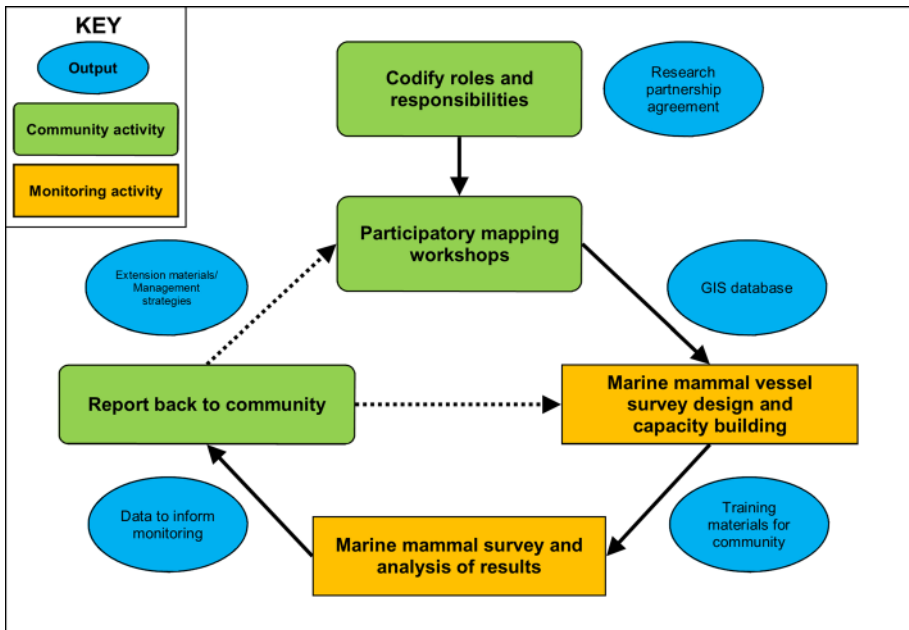 KEY
Output
Community activity
Monitoring activity
Codify roles and
responsibilities
Research
partnership
agreement
Participatory mapping
workshops
Extension materials/
Management
strategies
GIS database
Report back to community
Marine mammal vessel
survey design and
capacity building
Data to inform
monitoring
Marine mammal survey and
analysis of results
Training
materials for
community